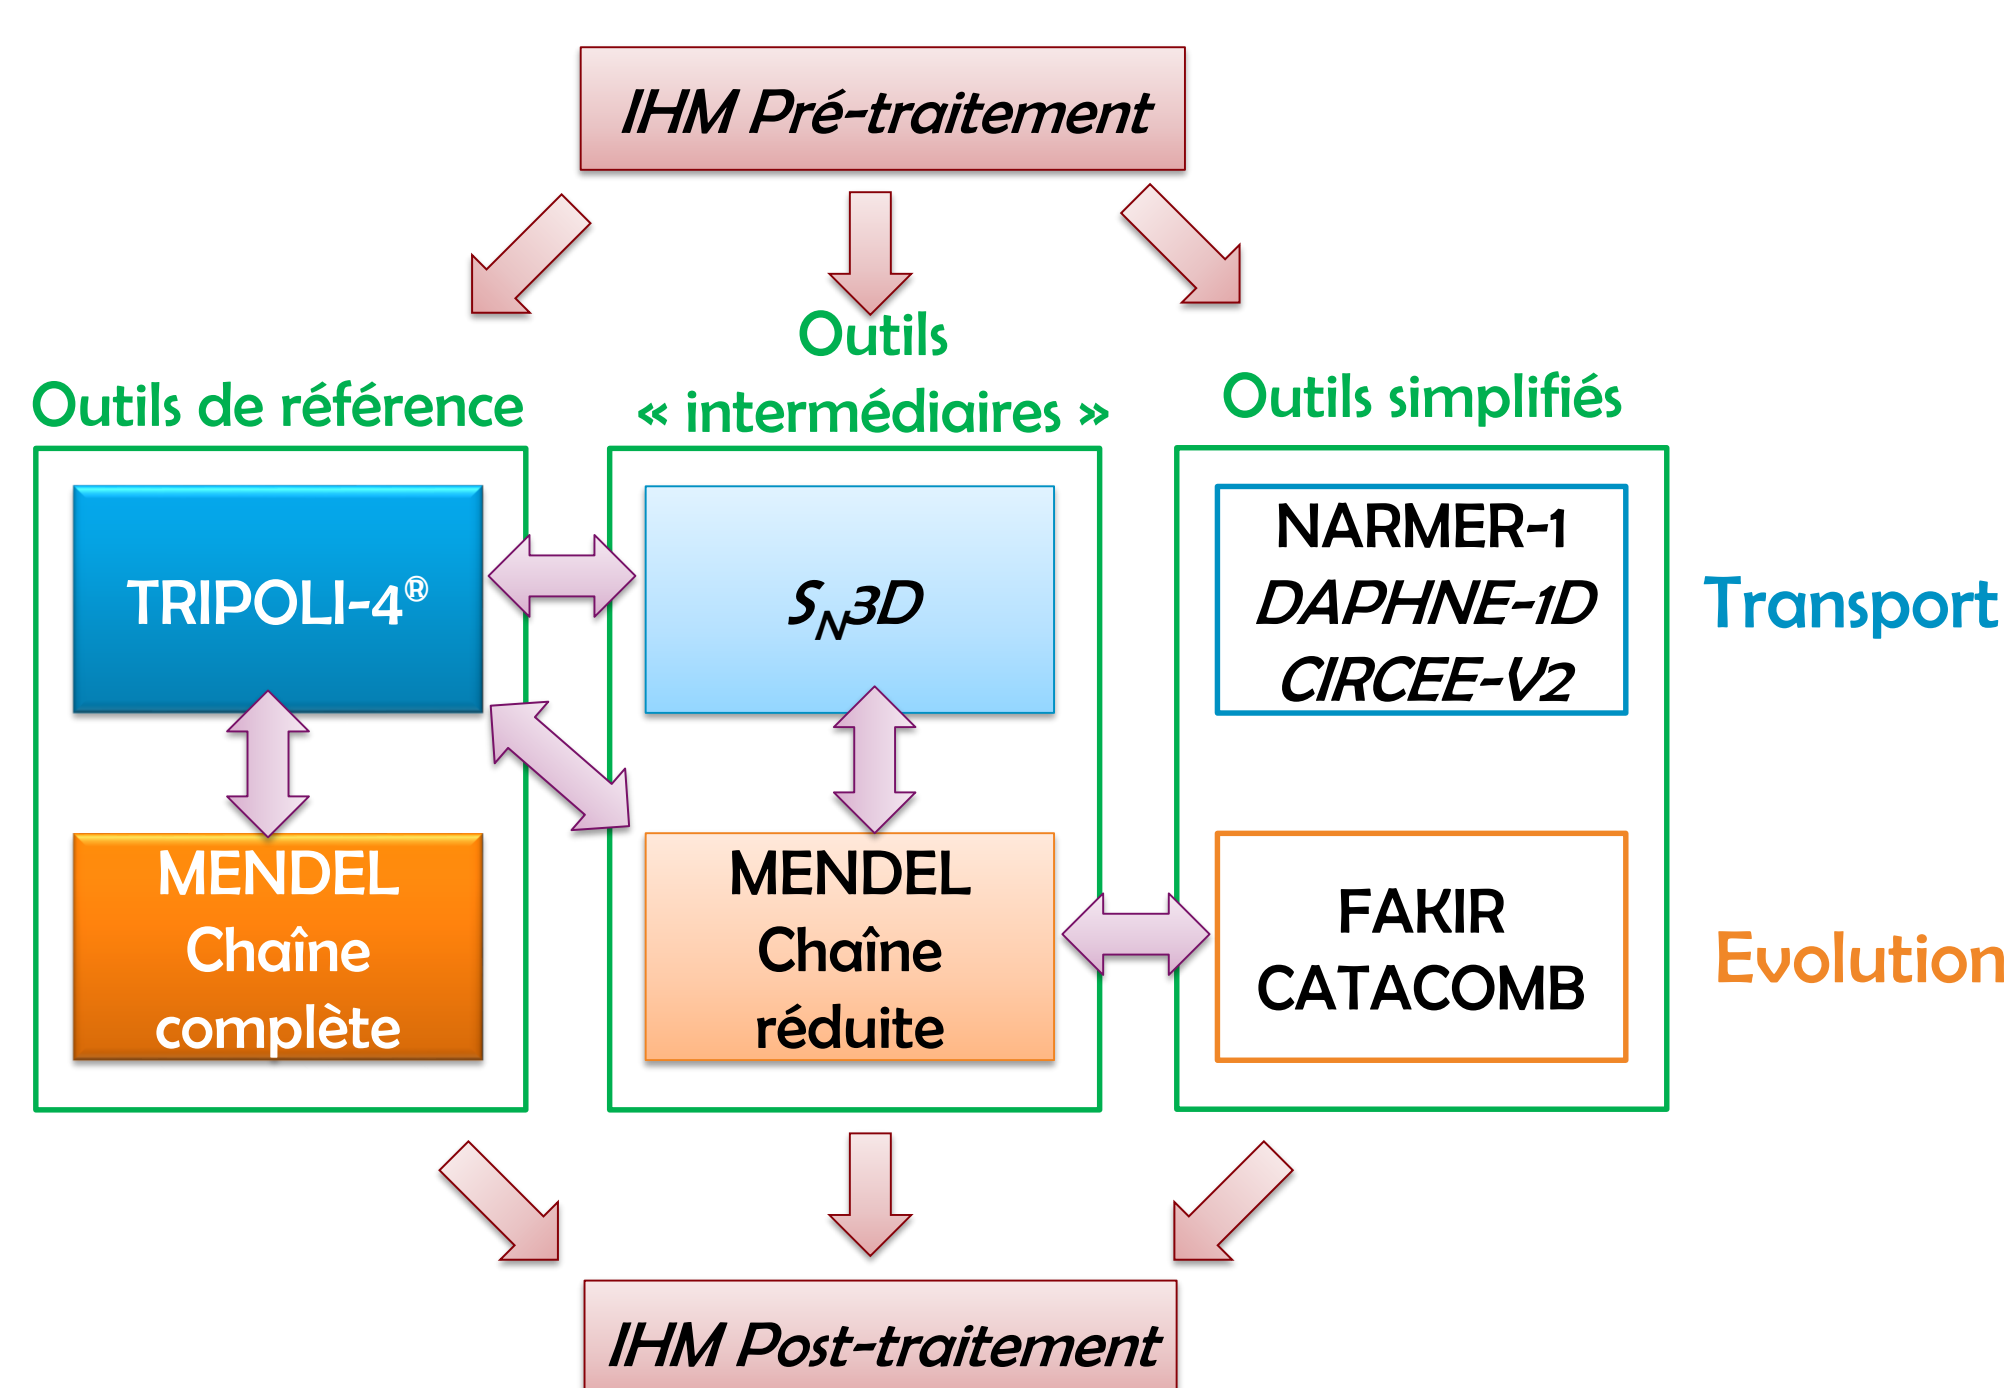 IHM Pré-traitement
Outils de référence
Outils
« intermédiaires »
Outils simplifiés
TRIPOLI-4®
SN3D
NARMER-1
DAPHNE-1D
CIRCEE-V2
Transport
MENDEL
Chaîne
complète
MENDEL
Chaîne
réduite
FAKIR
CATACOMB
Evolution
IHM Post-traitement